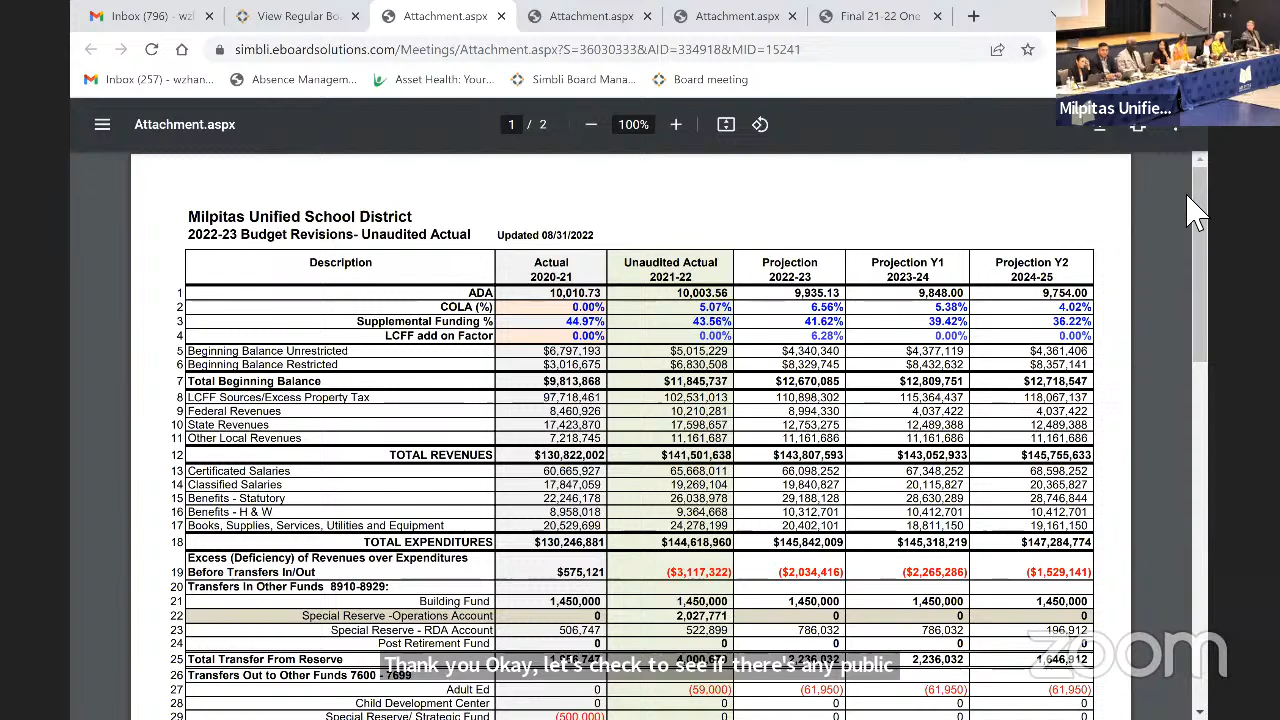 Inbox (796) - wzl
View Regular Bo
Attachment.aspx
Attachment.aspx
Attachment.aspx
Final 21-22 One
simbli.eboardsolutions.com/Meetings/Attachment.aspx?S=36030333&AID=334918&MID=15241
Inbox (257) - wzhan...
Absence Managem...
Asset Health: Your...
Simbli Board Mana...
Board meeting
Milpitas Unifie...
Attachment.aspx
1 / 2
100%
Milpitas Unified School District
2022-23 Budget Revisions- Unaudited Actual Updated 08/31/2022
Description Actual 2020-21 Unaudited Actual 2021-22 Projection 2022-23 Projection Y1 2023-24 Projection Y2 2024-25
1 ADA 10,010.73 10,003.56 9,935.13 9,848.00 9,754.00
2 COLA (%) 0.00% 5.07% 6.56% 5.38% 4.02%
3 Supplemental Funding % 44.97% 43.56% 41.62% 39.42% 36.22%
4 LCFF add on Factor 0.00% 0.00% 6.28% 0.00% 0.00%
5 Beginning Balance Unrestricted $6,797,193 $5,015,229 $4,340,340 $4,377,119 $4,361,406
6 Beginning Balance Restricted $3,016,675 $6,830,508 $8,329,745 $8,432,632 $8,357,141
7 Total Beginning Balance $9,813,868 $11,845,737 $12,670,085 $12,809,751 $12,718,547
8 LCFF Sources/Excess Property Tax 97,718,461 102,531,013 110,898,302 115,364,437 118,067,137
9 Federal Revenues 8,460,926 10,210,281 8,994,330 4,037,422 4,037,422
10 State Revenues 17,423,870 17,598,657 12,753,275 12,489,388 12,489,388
11 Other Local Revenues 7,218,745 11,161,687 11,161,686 11,161,686 11,161,686
12 TOTAL REVENUES $130,822,002 $141,501,638 $143,807,593 $143,052,933 $145,755,633
13 Certificated Salaries 60,665,927 65,668,011 66,098,252 67,348,252 68,598,252
14 Classified Salaries 17,847,059 19,269,104 19,840,827 20,115,827 20,365,827
15 Benefits - Statutory 22,246,178 26,038,978 29,188,128 28,630,289 28,746,844
16 Benefits - H & W 8,958,018 9,364,668 10,312,701 10,412,701 10,412,701
17 Books, Supplies, Services, Utilities and Equipment 20,529,699 24,278,199 20,402,101 18,811,150 19,161,150
18 TOTAL EXPENDITURES $130,246,881 $144,618,960 $145,842,009 $145,318,219 $147,284,774
Excess (Deficiency) of Revenues over Expenditures
19 Before Transfers In/Out $575,121 ($3,117,322) ($2,034,416) ($2,265,286) ($1,529,141)
20 Transfers In Other Funds 8910-8929:
21 Building Fund 1,450,000 1,450,000 1,450,000 1,450,000 1,450,000
22 Special Reserve -Operations Account 0 2,027,771 0 0 0
23 Special Reserve - RDA Account 506,747 522,899 786,032 786,032 196,912
24 Post Retirement Fund 0 0 0 0 0
25 Total Transfer From Reserve 2,236,032 1,646,912
Thank you Okay, let's check to see if there's any public
26 Transfers Out to Other Funds 7600 - 7699
27 Adult Ed 0 (59,000) (61,950) (61,950) (61,950)
28 Child Development Center 0 0 0 0 0
29 Special Reserve/ Strategic Fund (500,000) 0 0 0 0
zoom